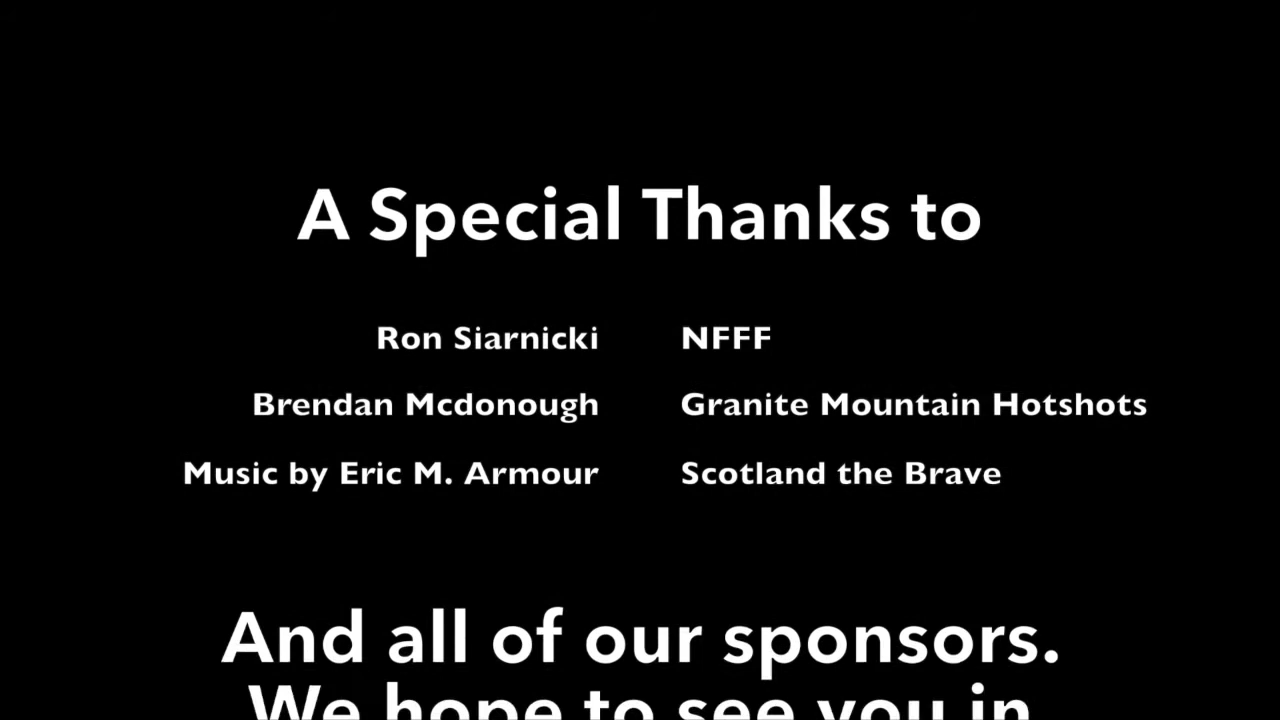 A Special Thanks to
Ron Siarnicki NFFF
Brendan Mcdonough Granite Mountain Hotshots
Music by Eric M. Armour Scotland the Brave
And all of our sponsors.
We hope to see you in